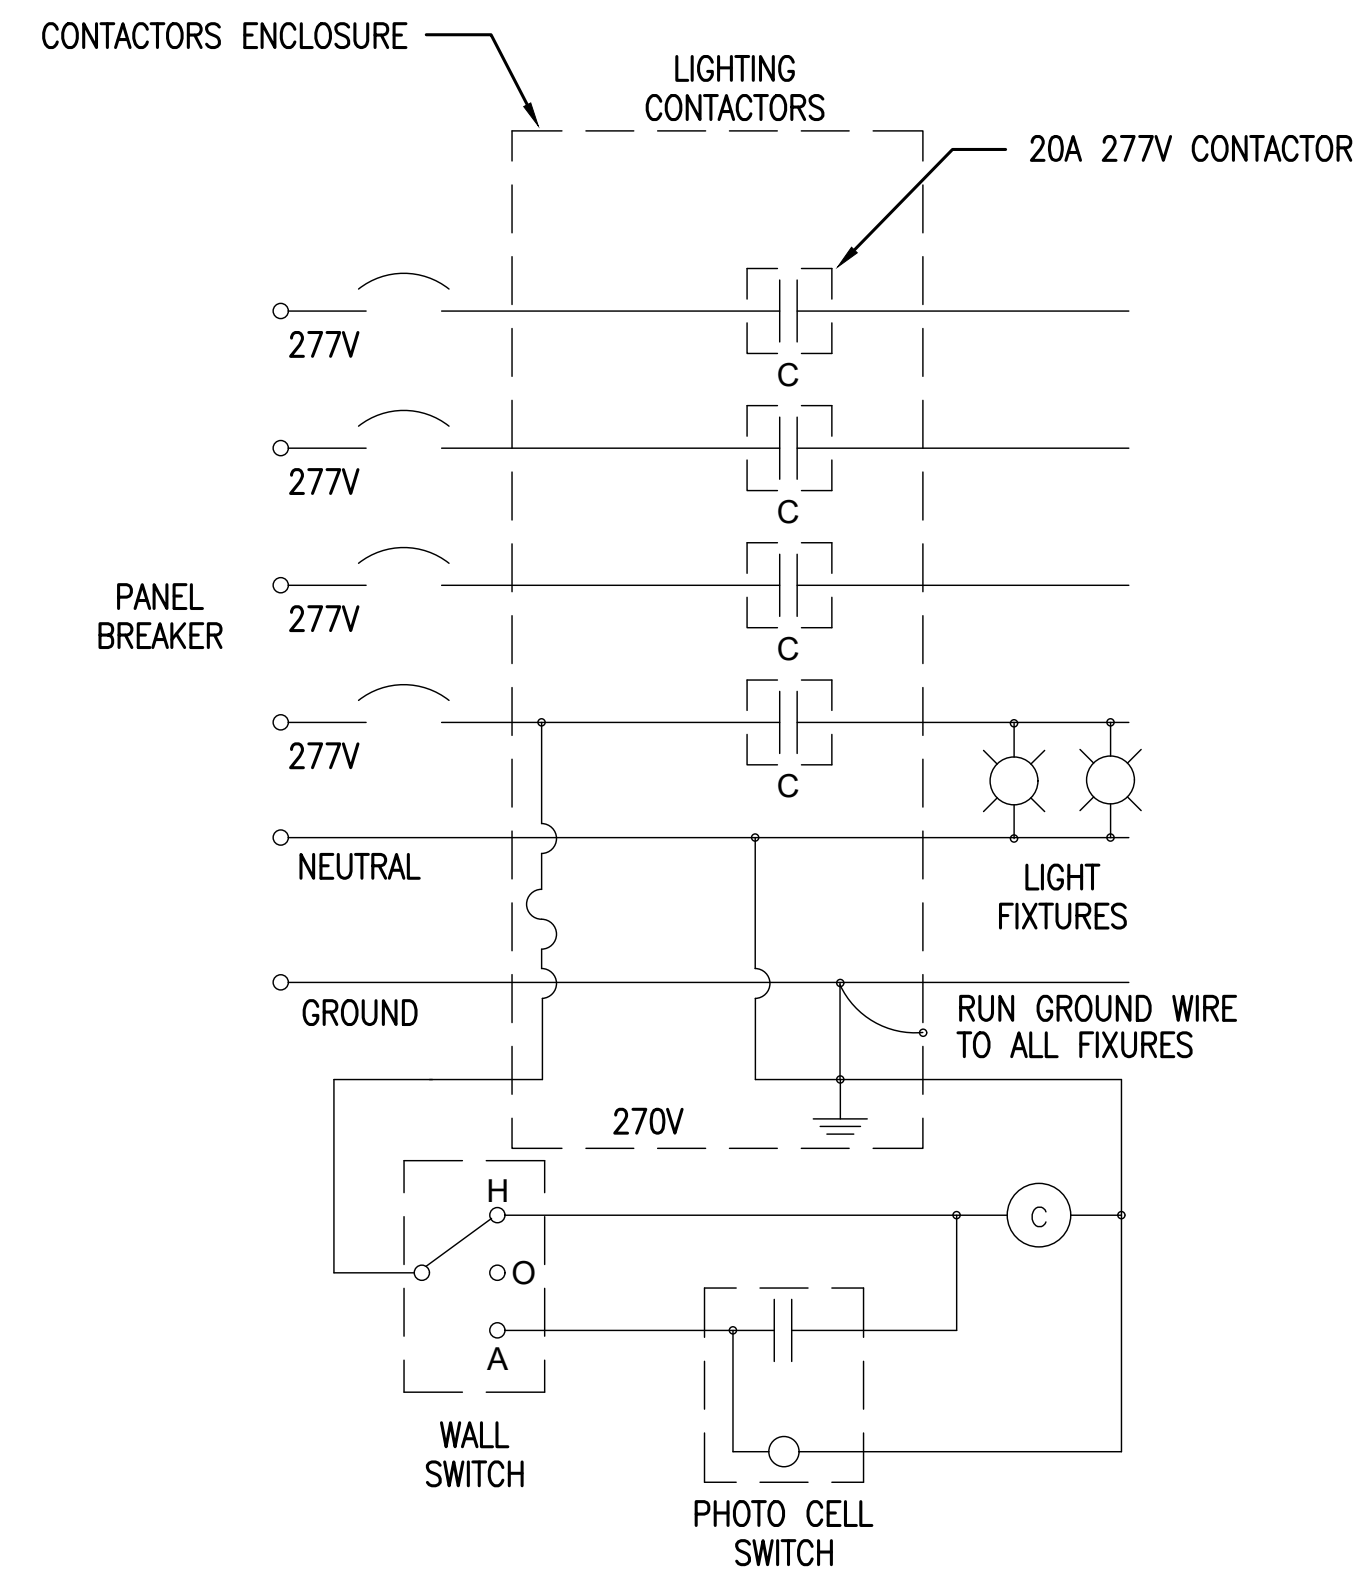 CONTACTORS ENCLOSURE
LIGHTING
CONTACTORS
20A 277V CONTACTOR
277V
C
277V
C
PANEL
BREAKER
277V
C
277V
C
NEUTRAL
LIGHT
FIXTURES
GROUND
RUN GROUND WIRE
TO ALL FIXURES
270V
H
C
O
A
WALL
SWITCH
PHOTO CELL
SWITCH